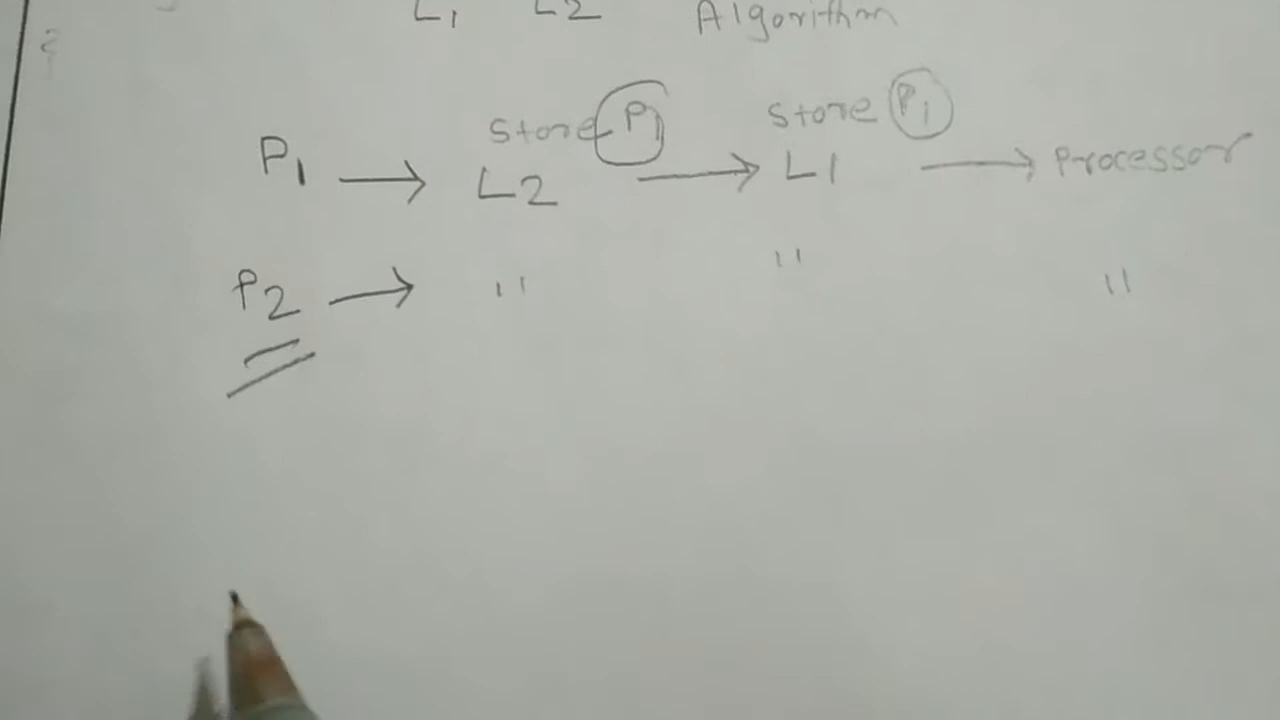 L1 L2 Algorithm
Store P1 Store P1
P1 → L2 → L1 → Processor
P2 → " " "